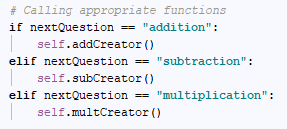 # Calling appropriate functions
if nextQuestion == "addition":
    self.addCreator()
elif nextQuestion == "subtraction":
    self.subCreator()
elif nextQuestion == "multiplication":
    self.multCreator()